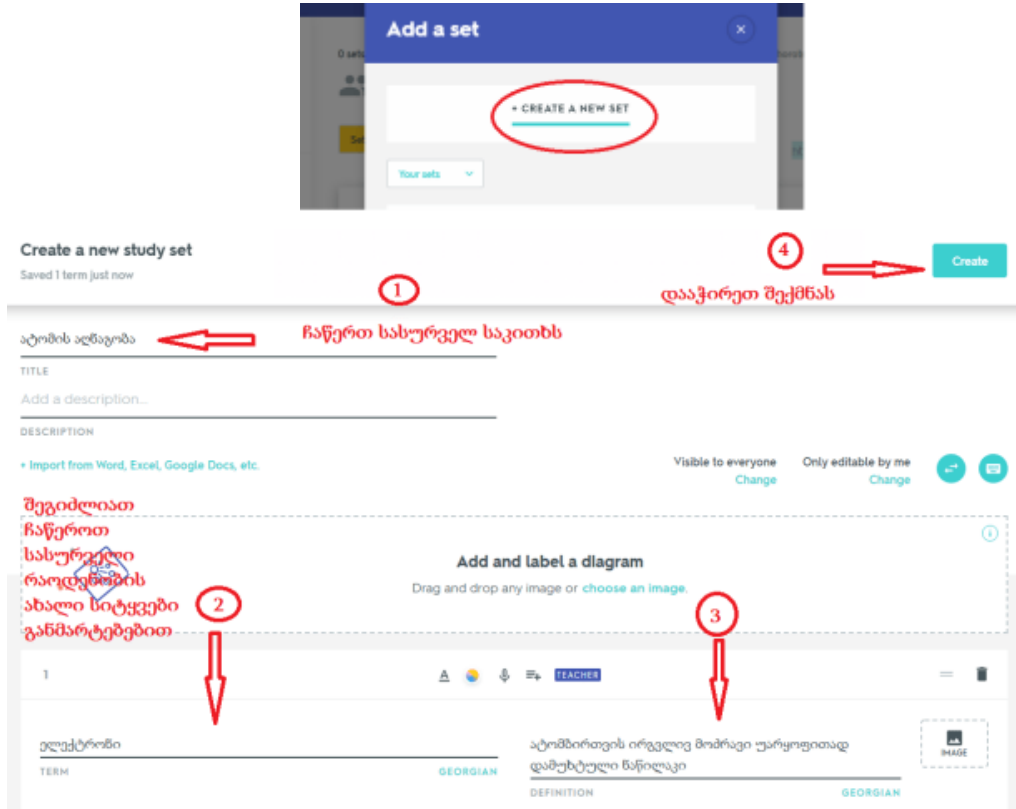 Add a set
0 sets
+ CREATE A NEW SET
Your sets
Create a new study set
Saved 1 term just now
4
Create
1
დააჭირეთ შექმნას
ჩაწერთ სასურველ საკითხს
ატომის აღნაგობა
TITLE
Add a description...
DESCRIPTION
+ Import from Word, Excel, Google Docs, etc.
Visible to everyone Only editable by me
Change Change
შეგიძლიათ
ჩაწეროთ
სასურველი
რაოდენობის
ახალი სიტყვები
განმარტებებით
Add and label a diagram
Drag and drop any image or choose an image.
2
3
1
TEACHER
ელექტრონი
TERM GEORGIAN
ატომბირთვის ირგვლივ მოძრავი უარყოფითად
დამუხტული ნაწილაკი
DEFINITION GEORGIAN
IMAGE